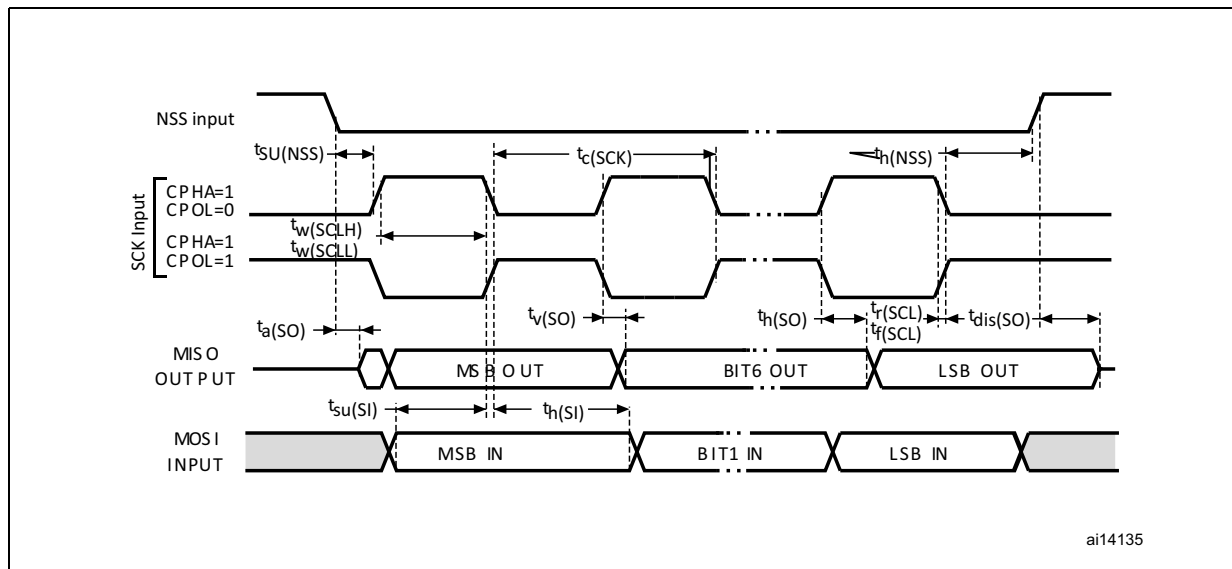 NSS input
tSU(NSS)
tc(SCK)
th(NSS)
SCK Input
CPHA=1
CPOL=0
tw(SCLH)
tw(SCLL)
CPHA=1
CPOL=1
ta(SO)
tv(SO)
th(SO)
tr(SCL)
tf(SCL)
tdis(SO)
MISO
OUTPUT
MSB OUT
BIT6 OUT
LSB OUT
tsu(SI)
th(SI)
MOSI
INPUT
MSB IN
BIT1 IN
LSB IN
ai14135